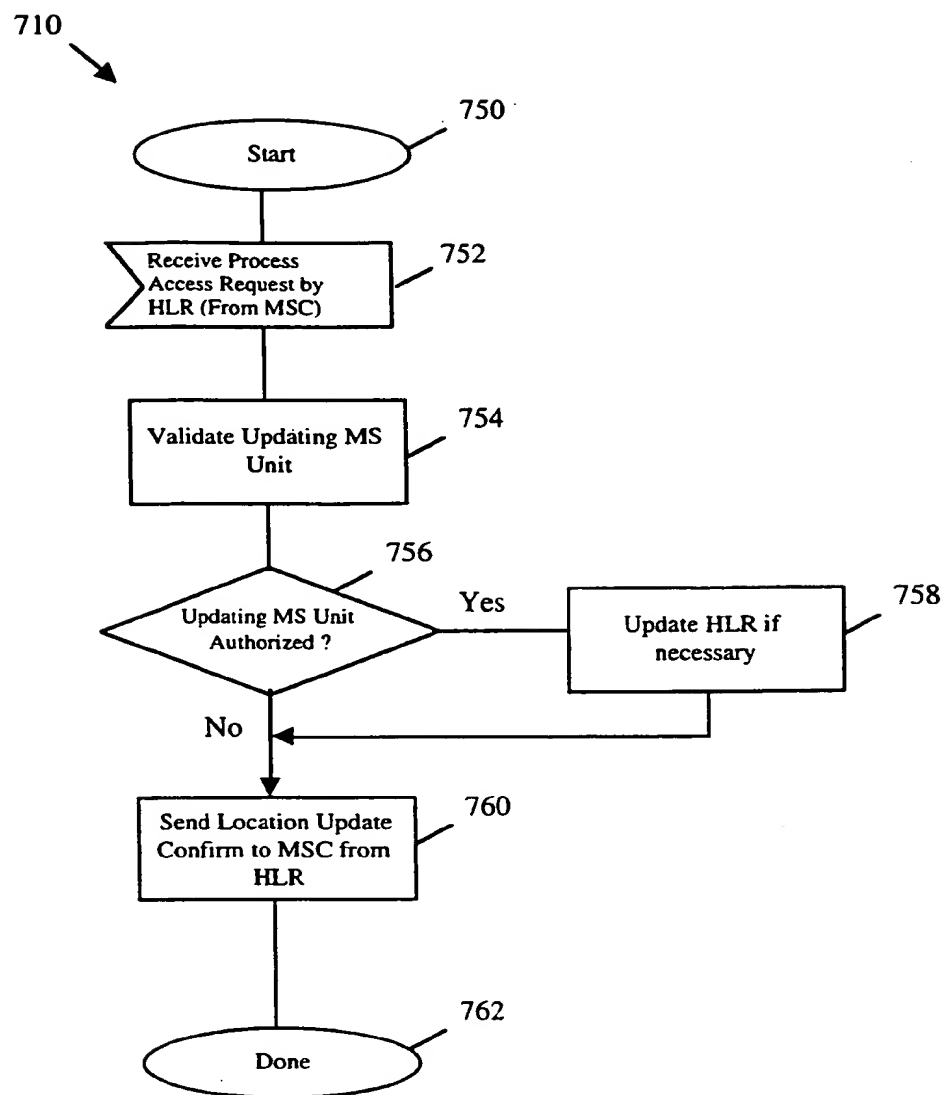 710
750
Start
752
Receive Process
Access Request by
HLR (From MSC)
754
Validate Updating MS
Unit
756
Updating MS Unit
Authorized ?
Yes
758
Update HLR if
necessary
No
760
Send Location Update
Confirm to MSC from
HLR
762
Done